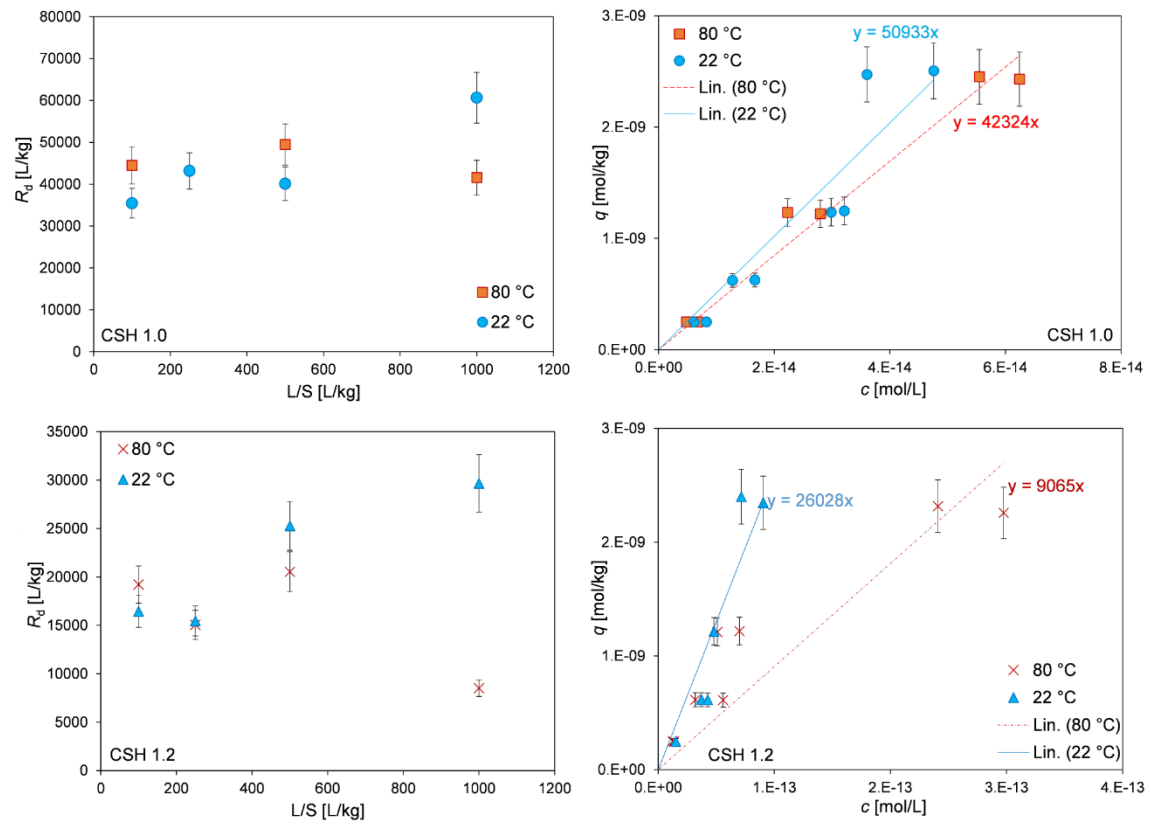 80000
70000
60000
50000
40000
30000
20000
10000
0
Rd [L/kg]
0 200 400 600 800 1000 1200
L/S [L/kg]
80 °C
22 °C
CSH 1.0
3.E-09
2.E-09
1.E-09
0.E+00
q [mol/kg]
0.E+00 2.E-14 4.E-14 6.E-14 8.E-14
c [mol/L]
80 °C
22 °C
Lin. (80 °C)
Lin. (22 °C)
y = 50933x
y = 42324x
CSH 1.0
35000
30000
25000
20000
15000
10000
5000
0
Rd [L/kg]
0 200 400 600 800 1000 1200
L/S [L/kg]
80 °C
22 °C
CSH 1.2
3.E-09
2.E-09
1.E-09
0.E+00
q [mol/kg]
0.E+00 1.E-13 2.E-13 3.E-13 4.E-13
c [mol/L]
y = 26028x
y = 9065x
80 °C
22 °C
Lin. (80 °C)
Lin. (22 °C)
CSH 1.2